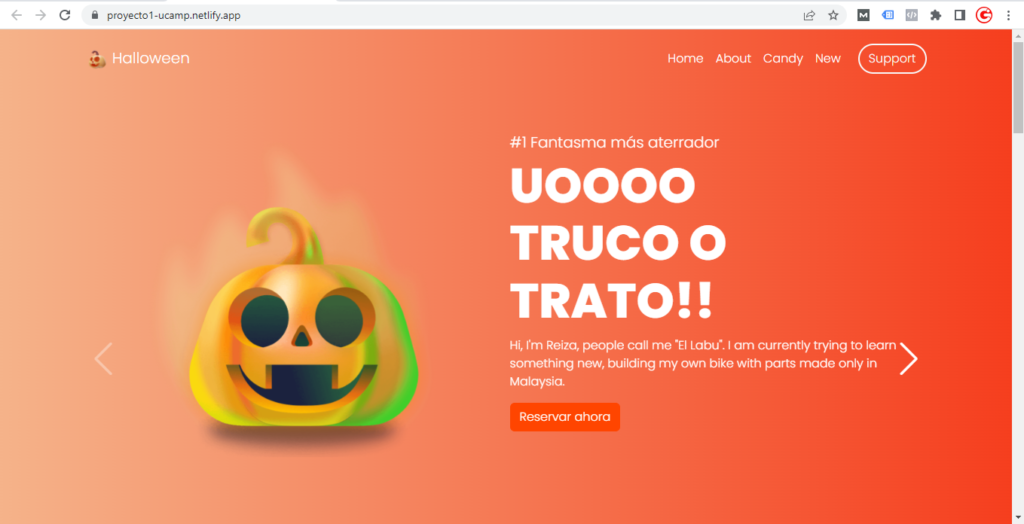 proyecto1-ucamp.netlify.app
Halloween
Home About Candy New Support
#1 Fantasma más aterrador
UOOOO
TRUCO O
TRATO!!
Hi, I'm Reiza, people call me "El Labu". I am currently trying to learn
something new, building my own bike with parts made only in
Malaysia.
Reservar ahora